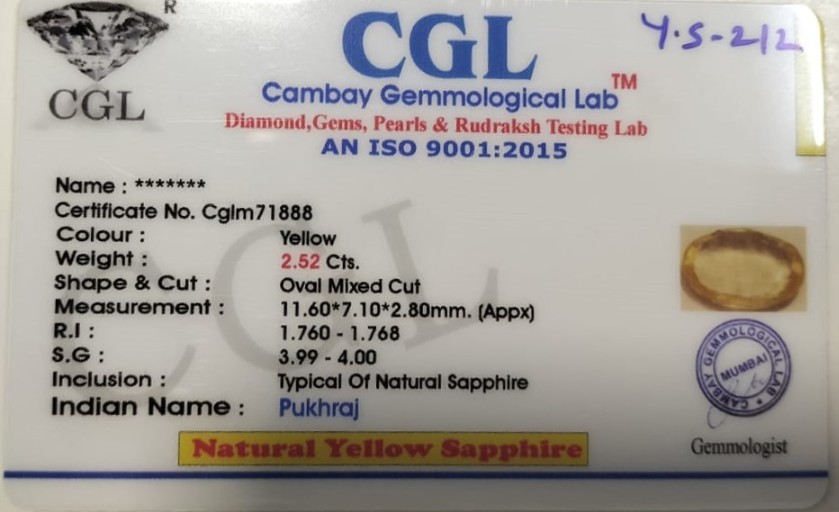 R
CGL
CGL
Y.S-212
Cambay Gemmological Lab™
Diamond,Gems, Pearls & Rudraksh Testing Lab
AN ISO 9001:2015
Name : *******
Certificate No. Cglm71888
Colour : Yellow
Weight : 2.52 Cts.
Shape & Cut : Oval Mixed Cut
Measurement : 11.60*7.10*2.80mm. (Appx)
R.I : 1.760 - 1.768
S.G : 3.99 - 4.00
Inclusion : Typical Of Natural Sapphire
Indian Name : Pukhraj
Natural Yellow Sapphire
CGL
CAMBAY GEMMOLOGICAL LAB
MUMBAI
Gemmologist